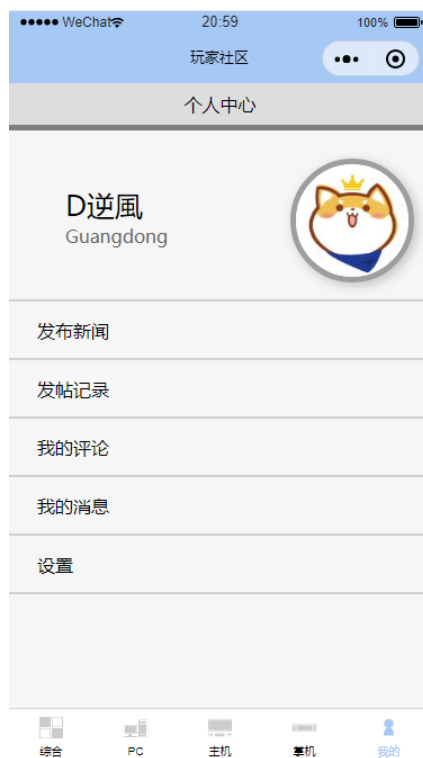 WeChat 20:59 100%
玩家社区
个人中心
D逆風
Guangdong
发布新闻
发帖记录
我的评论
我的消息
设置
综合 PC 主机 掌机 我的